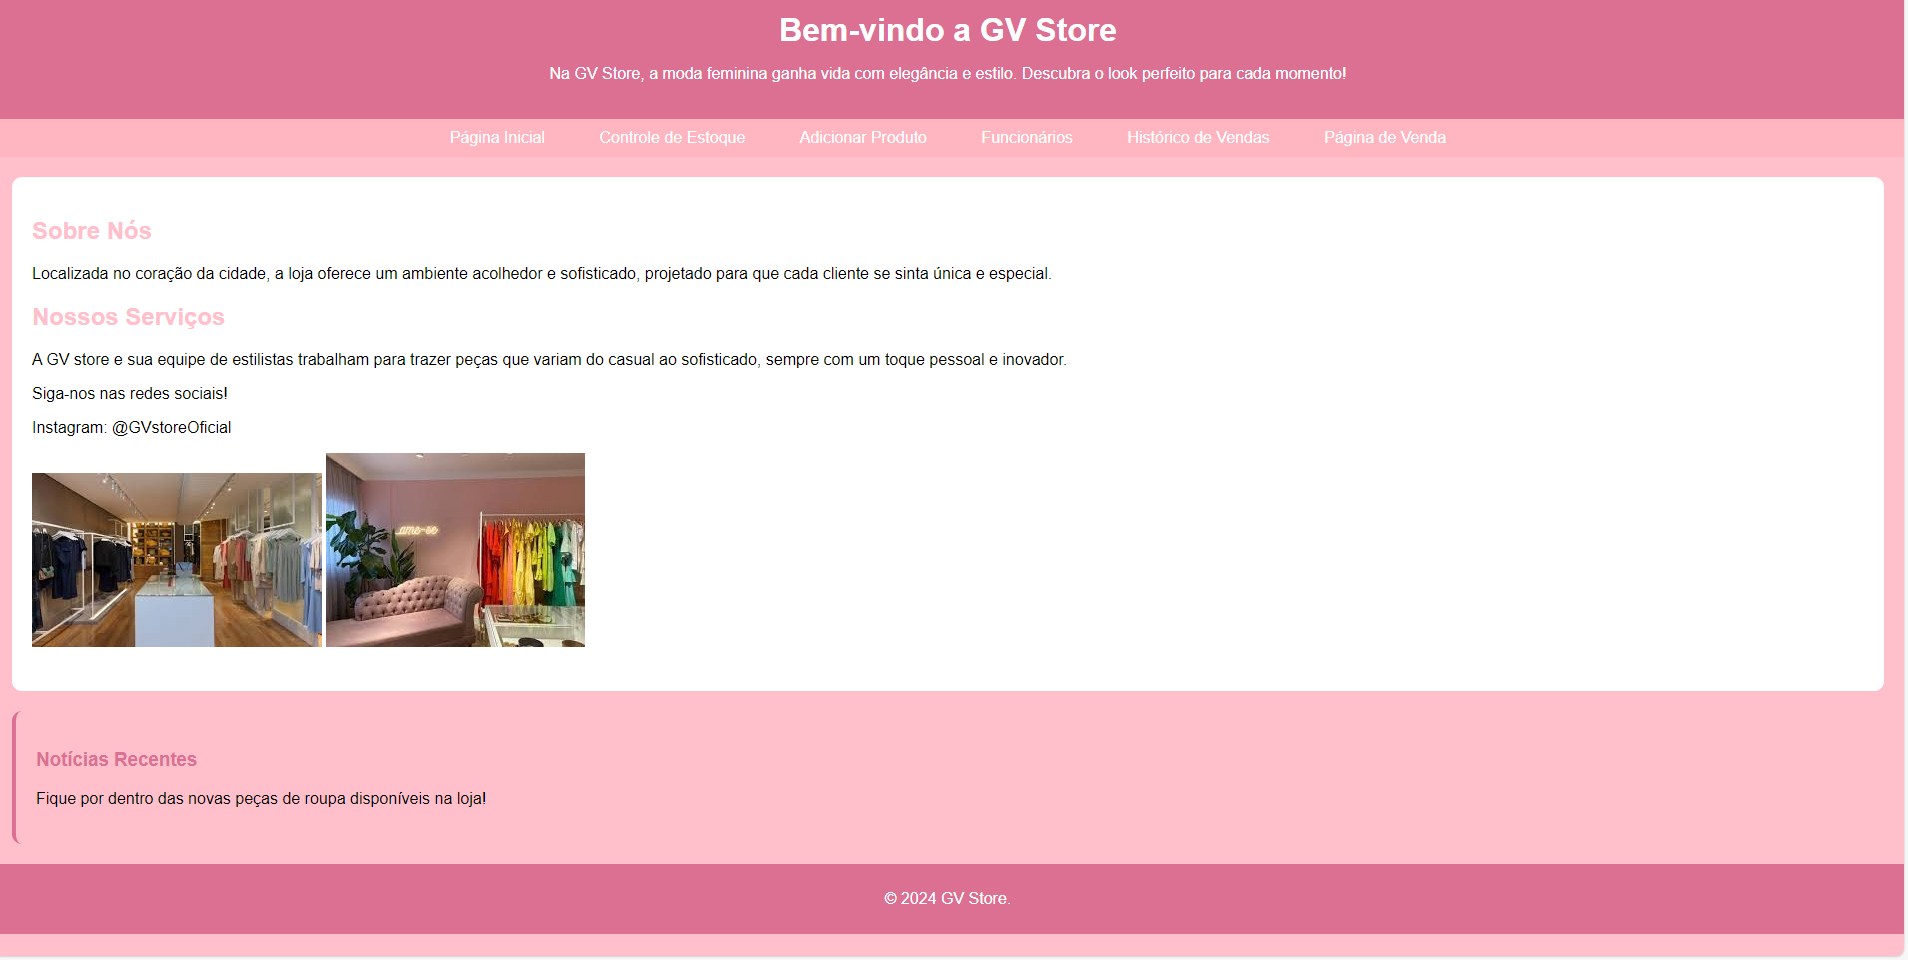 Bem-vindo a GV Store
Na GV Store, a moda feminina ganha vida com elegância e estilo. Descubra o look perfeito para cada momento!
Página Inicial Controle de Estoque Adicionar Produto Funcionários Histórico de Vendas Página de Venda
Sobre Nós
Localizada no coração da cidade, a loja oferece um ambiente acolhedor e sofisticado, projetado para que cada cliente se sinta única e especial.
Nossos Serviços
A GV store e sua equipe de estilistas trabalham para trazer peças que variam do casual ao sofisticado, sempre com um toque pessoal e inovador.
Siga-nos nas redes sociais!
Instagram: @GVstoreOficial
ame-se
Notícias Recentes
Fique por dentro das novas peças de roupa disponíveis na loja!
© 2024 GV Store.